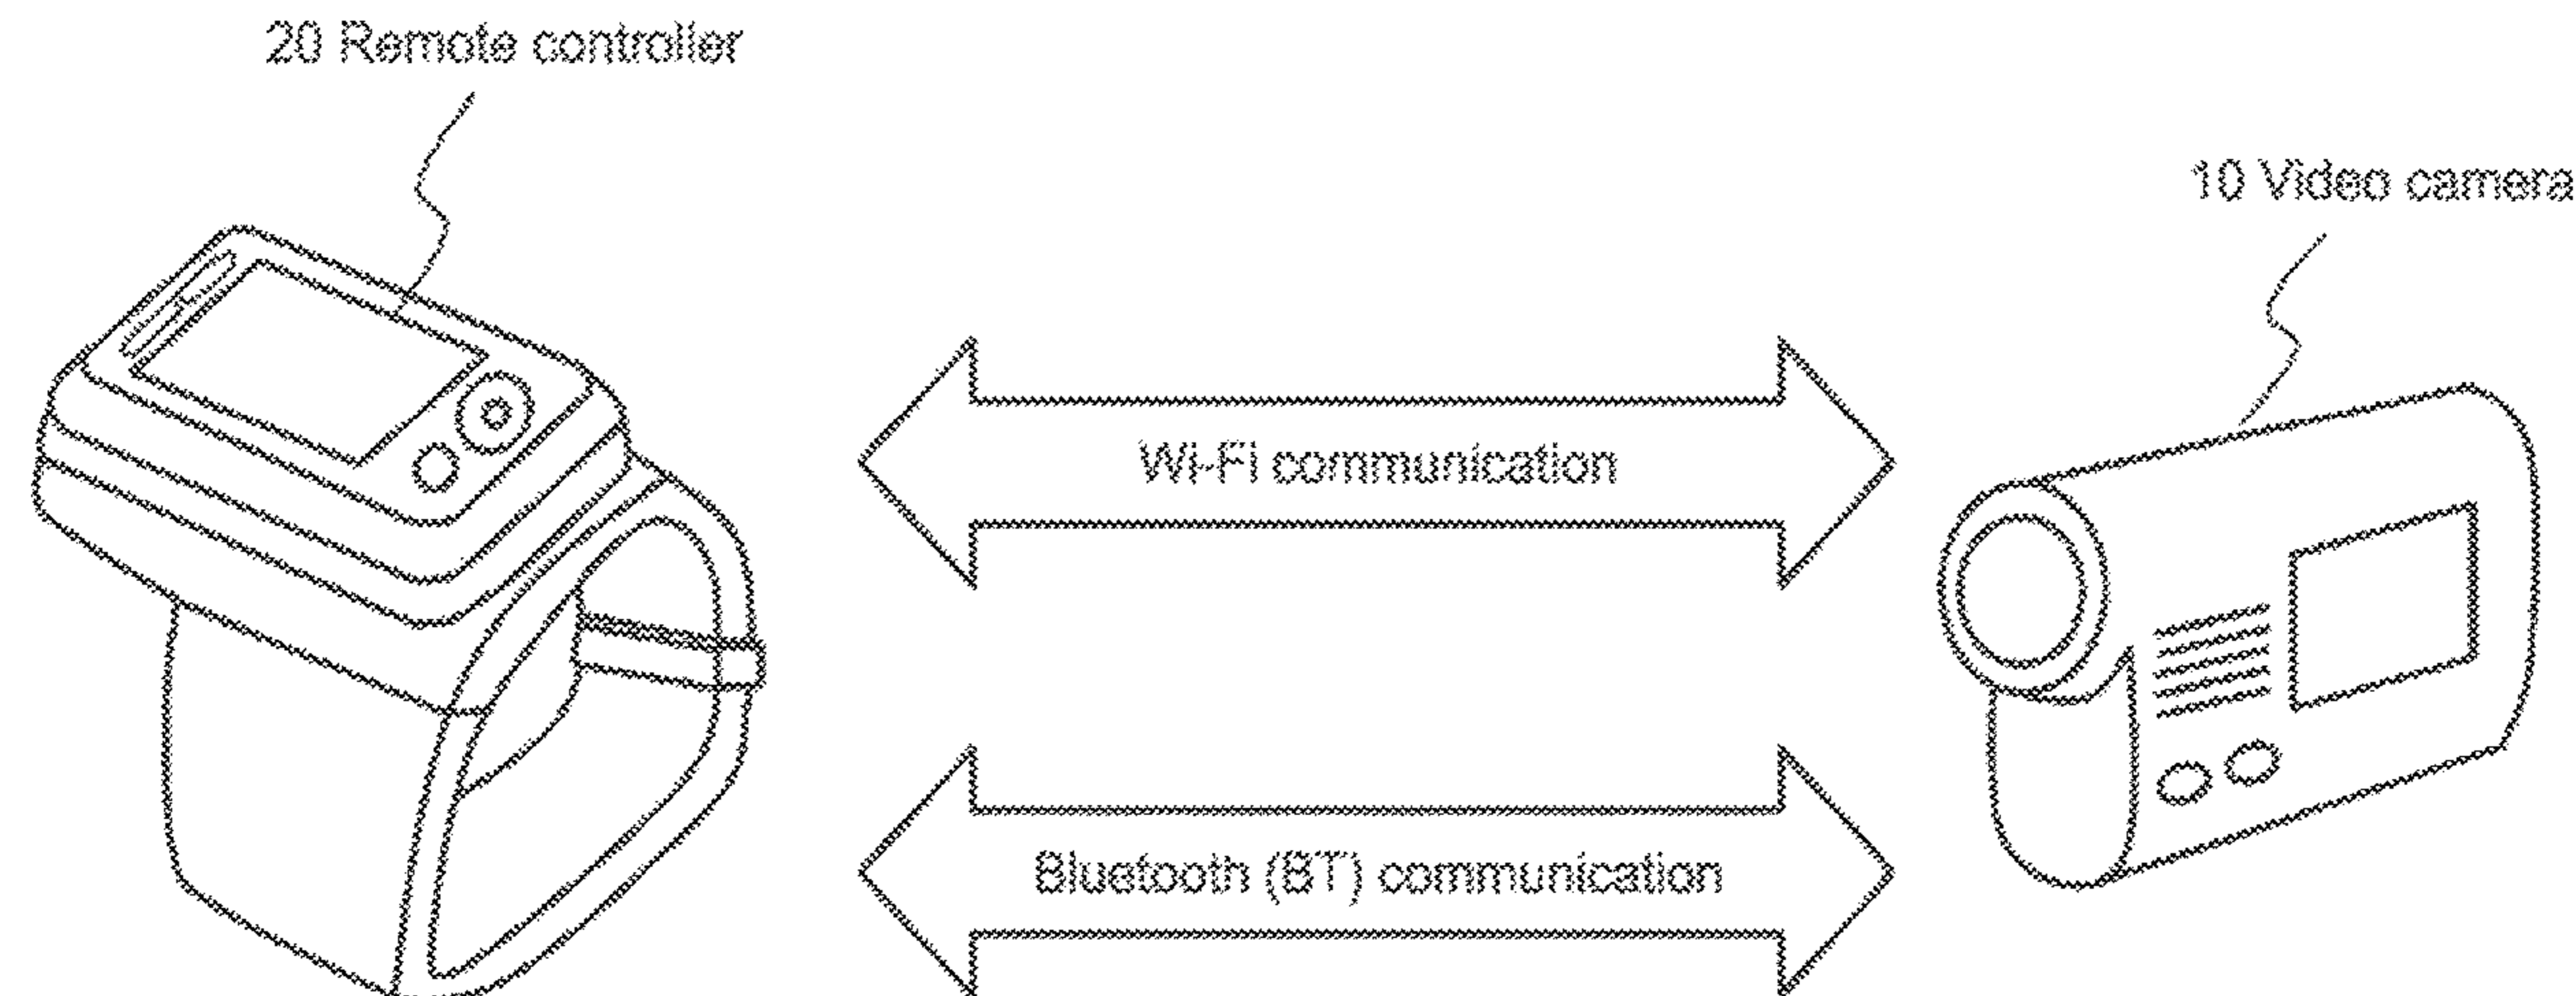 20 Remote controller
10 Video camera
Wi-Fi communication
Bluetooth (BT) communication